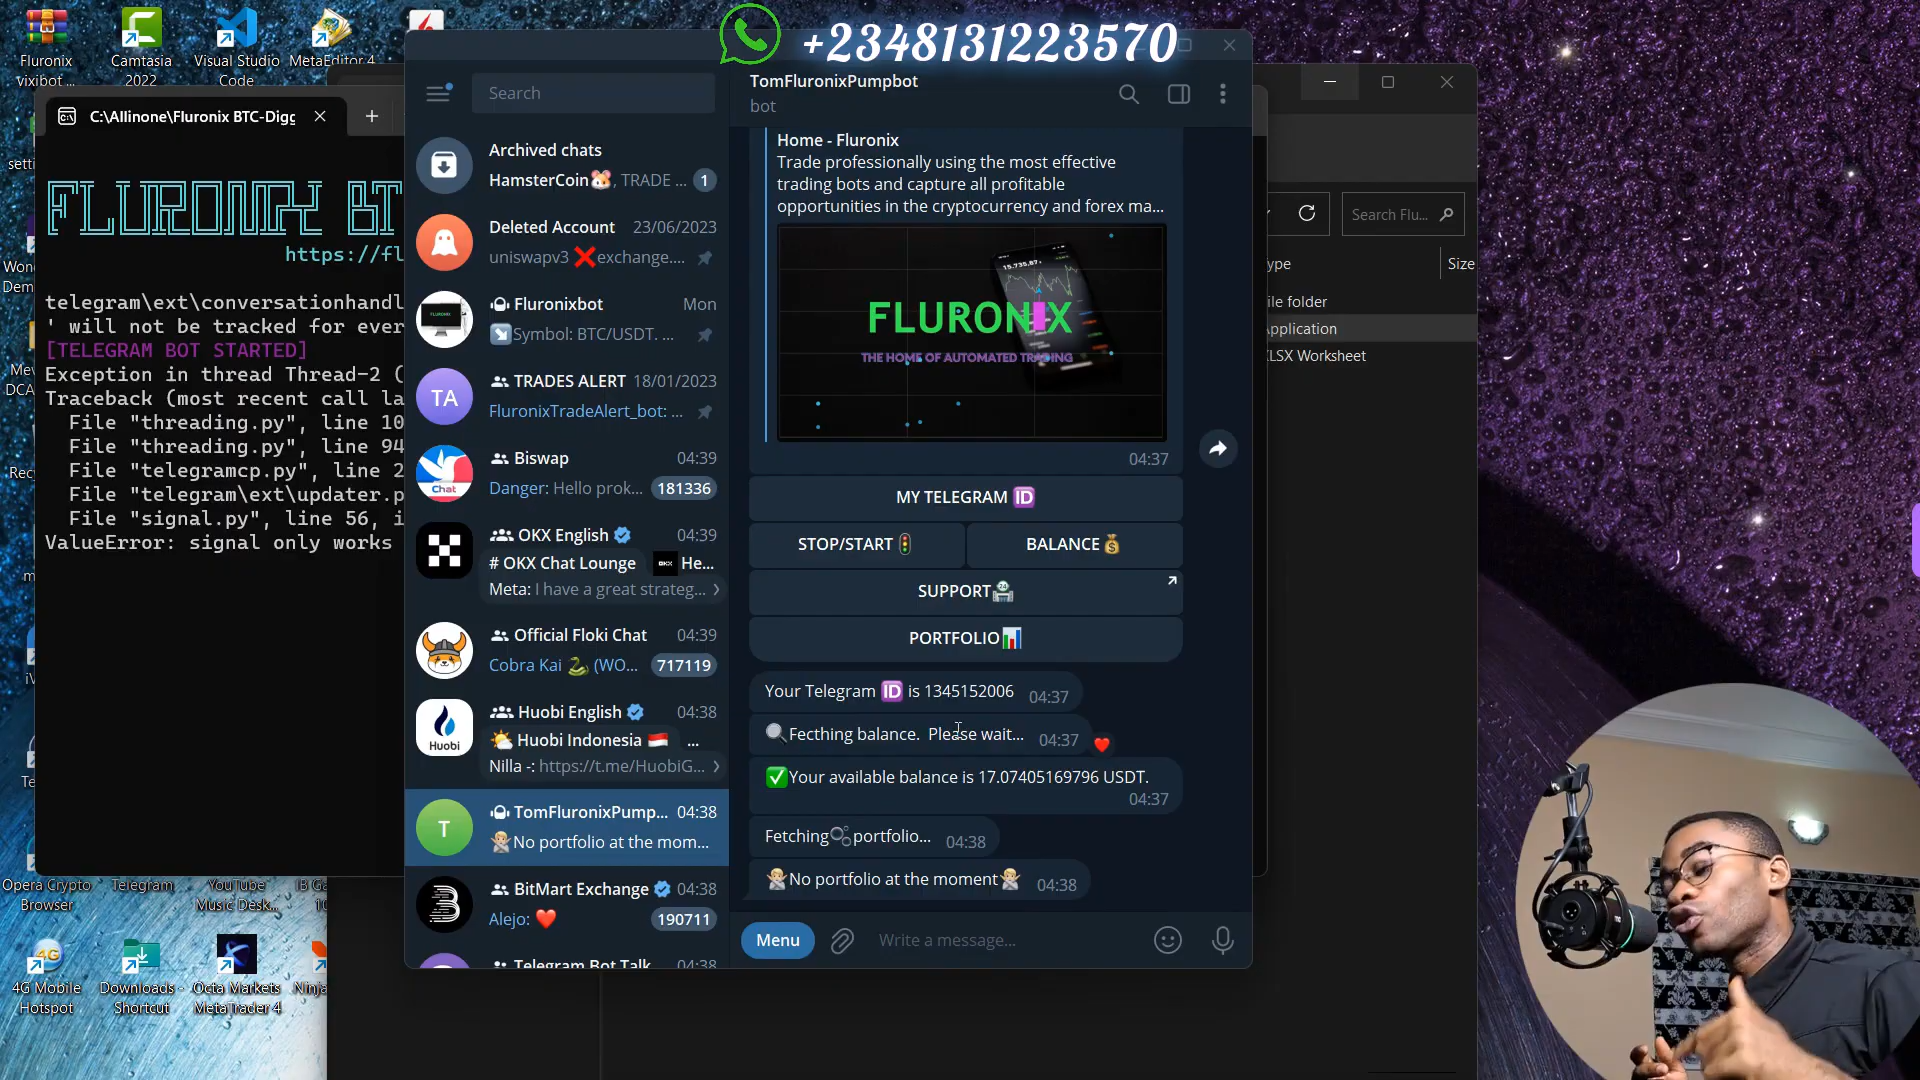 +2348131223570
Fluronix
vixibot ...
Camtasia
2022
Visual Studio
Code
MetaEditor 4
C:\Allinone\Fluronix BTC-Digg
FLURONIX BT
https://fl
telegram\ext\conversationhandl
' will not be tracked for ever
[TELEGRAM BOT STARTED]
Exception in thread Thread-2 (
Traceback (most recent call la
File "threading.py", line 10
File "threading.py", line 94
File "telegramcp.py", line 2
File "telegram\ext\updater.p
File "signal.py", line 56, i
ValueError: signal only works
Search
Archived chats
HamsterCoin🐹, TRADE ... 1
Deleted Account 23/06/2023
uniswapv3 ❌exchange....
Fluronixbot Mon
↘️Symbol: BTC/USDT. ...
TA
TRADES ALERT 18/01/2023
FluronixTradeAlert_bot: ...
Chat
Biswap 04:39
Danger: Hello prok... 181336
OKX English 04:39
# OKX Chat Lounge He...
Meta: I have a great strateg...
Official Floki Chat 04:39
Cobra Kai 🐍 (WO... 717119
Huobi
Huobi English 04:38
🌤️ Huobi Indonesia 🇮🇩 ...
Nilla -: https://t.me/HuobiG...
T
TomFluronixPump... 04:38
🙅🏼No portfolio at the mom...
BitMart Exchange 04:38
Alejo: ❤️ 190711
Telegram Bot Talk 04:38
TomFluronixPumpbot
bot
Home - Fluronix
Trade professionally using the most effective
trading bots and capture all profitable
opportunities in the cryptocurrency and forex ma...
15,735,87,
FLURONIX
THE HOME OF AUTOMATED TRADING
04:37
MY TELEGRAM 🆔
STOP/START🚦
BALANCE💰
SUPPORT🏪
PORTFOLIO📊
Your Telegram 🆔 is 1345152006 04:37
🔍Fecthing balance. Please wait... 04:37
✅Your available balance is 17.07405169796 USDT.
04:37
Fetching portfolio... 04:38
🙅🏼No portfolio at the moment🙅🏼 04:38
Menu
Write a message...
Search Flu...
ype
Size
ile folder
Application
XLSX Worksheet
Opera Crypto
Browser
Telegram
YouTube
Music Desk...
4G Mobile
Hotspot
Downloads -
Shortcut
Octa Markets
MetaTrader 4